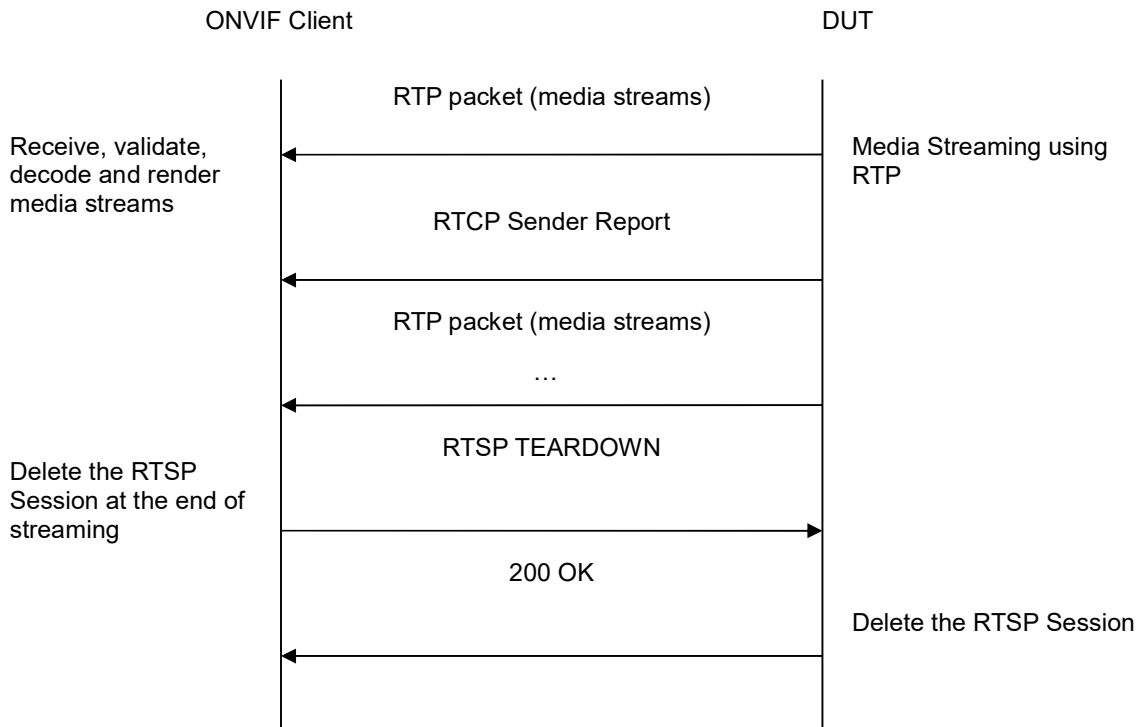 ONVIF Client
DUT
RTP packet (media streams)
Receive, validate,
decode and render
media streams
Media Streaming using
RTP
RTCP Sender Report
RTP packet (media streams)
…
RTSP TEARDOWN
Delete the RTSP
Session at the end of
streaming
200 OK
Delete the RTSP Session